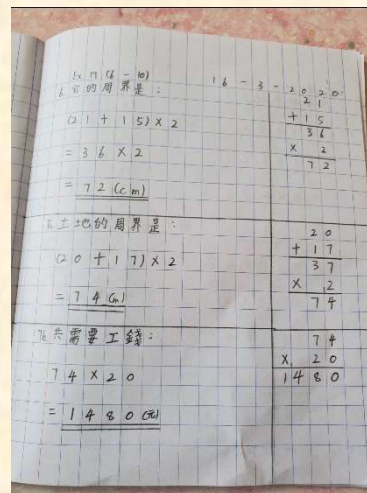 Ex 17 (6 - 10)
16 - 3 - 2020
6. 它的周界是:
(21 + 15) × 2
= 36 × 2
= 72 (cm)
21
+ 15
36
× 2
72
土地的周界是:
(20 + 17) × 2
= 74 (m)
20
+ 17
37
× 2
74
7b. 共需要工錢:
74 × 20
= 1480 (元)
74
× 20
1480